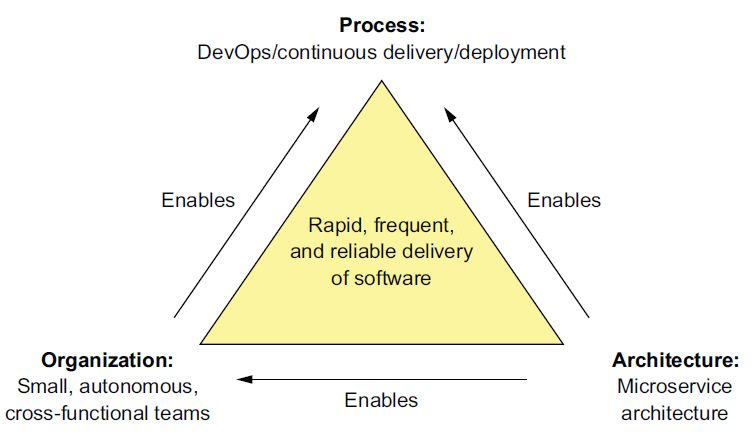 Process:
DevOps/continuous delivery/deployment
Enables
Enables
Rapid, frequent,
and reliable delivery
of software
Organization:
Small, autonomous,
cross-functional teams
Enables
Architecture:
Microservice
architecture